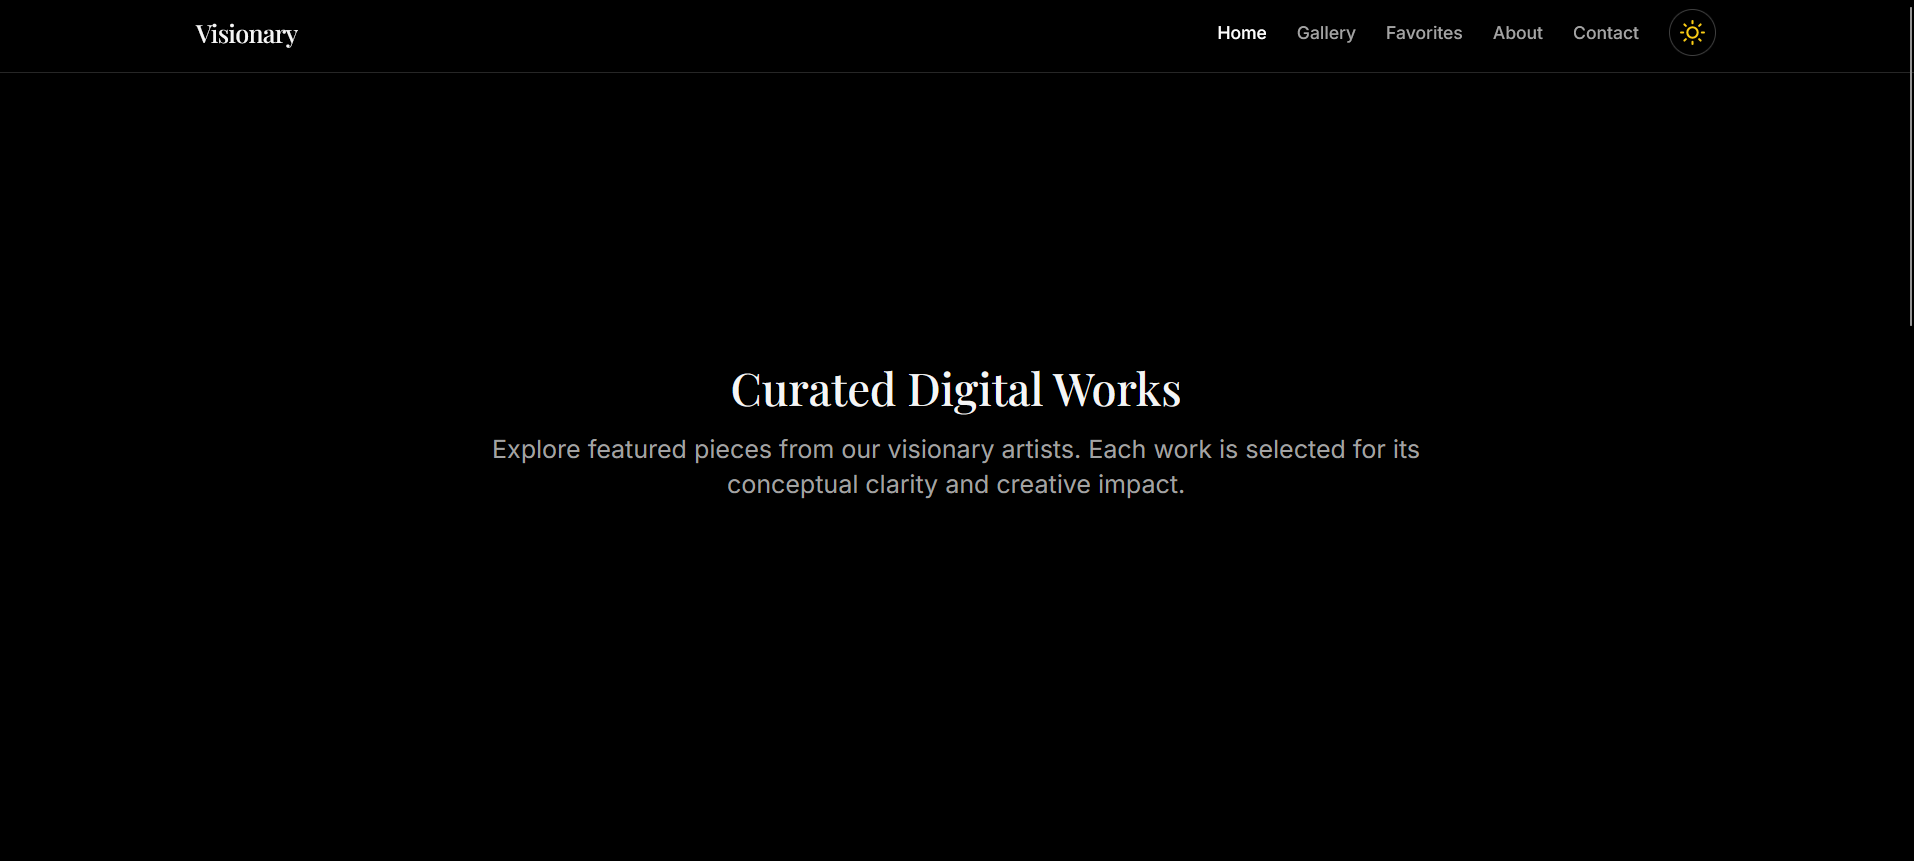 Visionary
Home Gallery Favorites About Contact
Curated Digital Works
Explore featured pieces from our visionary artists. Each work is selected for its
conceptual clarity and creative impact.